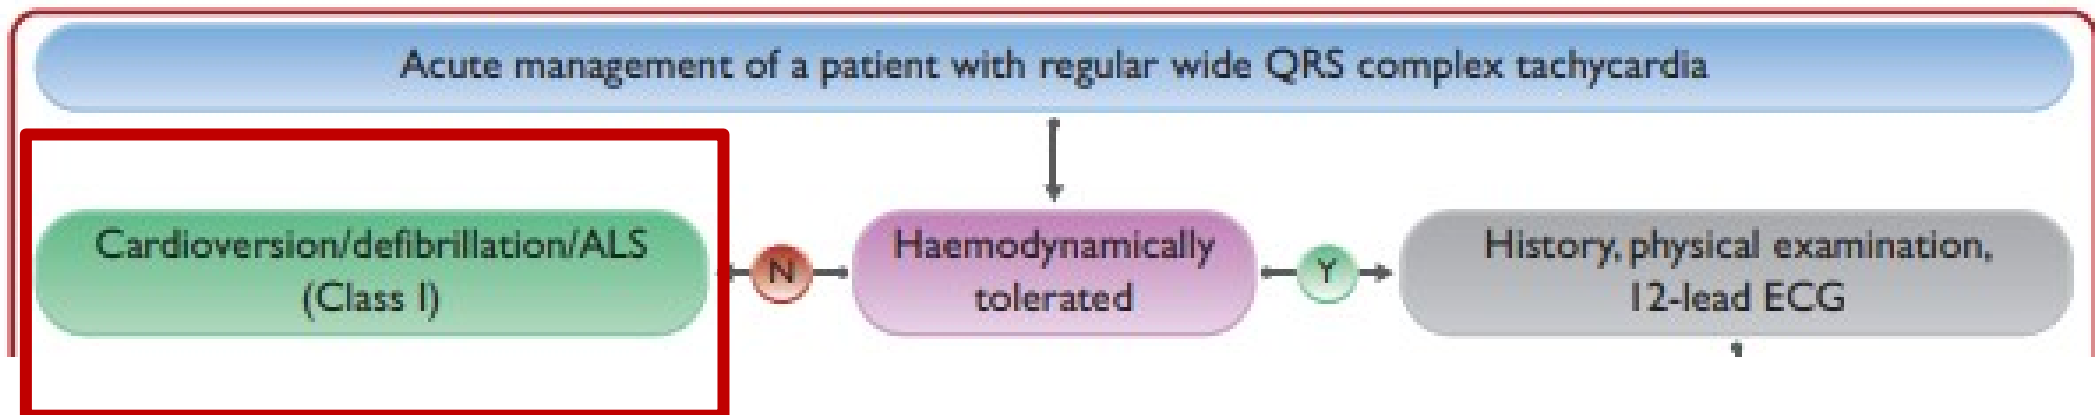 Acute management of a patient with regular wide QRS complex tachycardia
Cardioversion/defibrillation/ALS
(Class I)
N
Haemodynamically
tolerated
Y
History, physical examination,
12-lead ECG